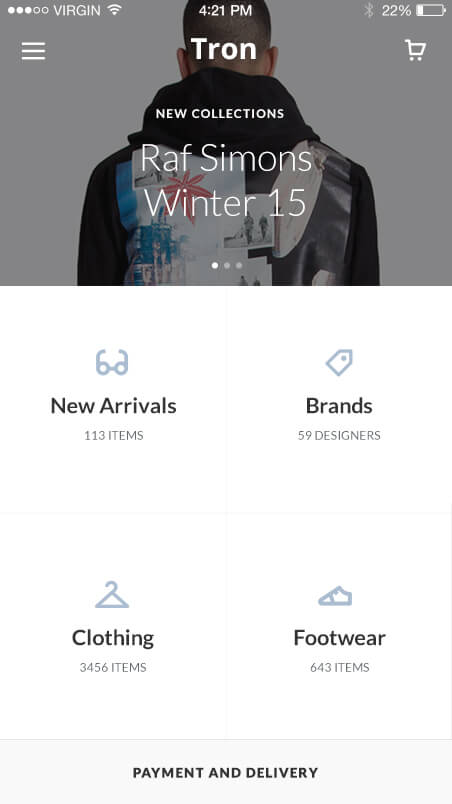 VIRGIN 4:21 PM 22%
Tron
NEW COLLECTIONS
Raf Simons
Winter 15
New Arrivals
113 ITEMS
Brands
59 DESIGNERS
Clothing
3456 ITEMS
Footwear
643 ITEMS
PAYMENT AND DELIVERY